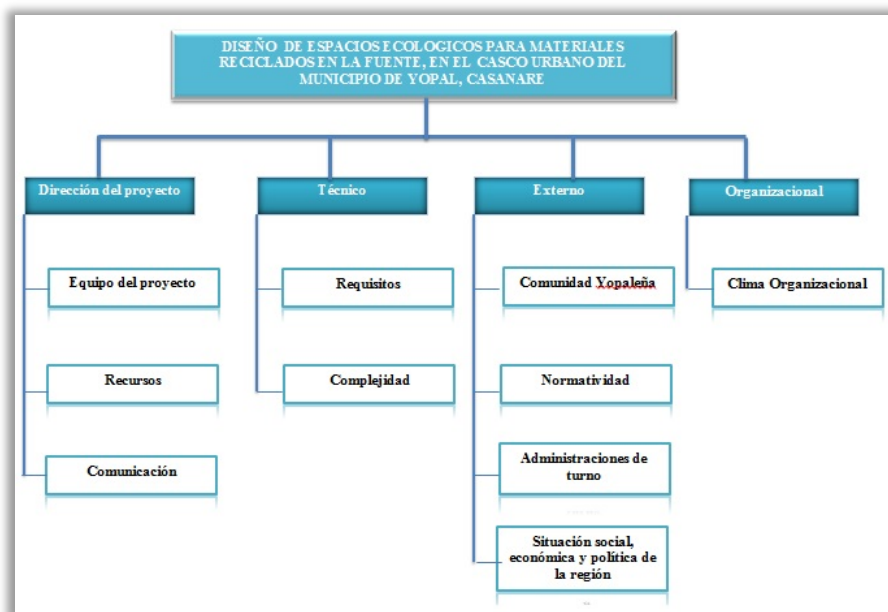 DISEÑO DE ESPACIOS ECOLOGICOS PARA MATERIALES
RECICLADOS EN LA FUENTE, EN EL CASCO URBANO DEL
MUNICIPIO DE YOPAL, CASANARE
Dirección del proyecto
Técnico
Externo
Organizacional
Equipo del proyecto
Requisitos
Comunidad Yopaleña
Clima Organizacional
Recursos
Complejidad
Normatividad
Comunicación
Administraciones de
turno
Situación social,
económica y política de
la región